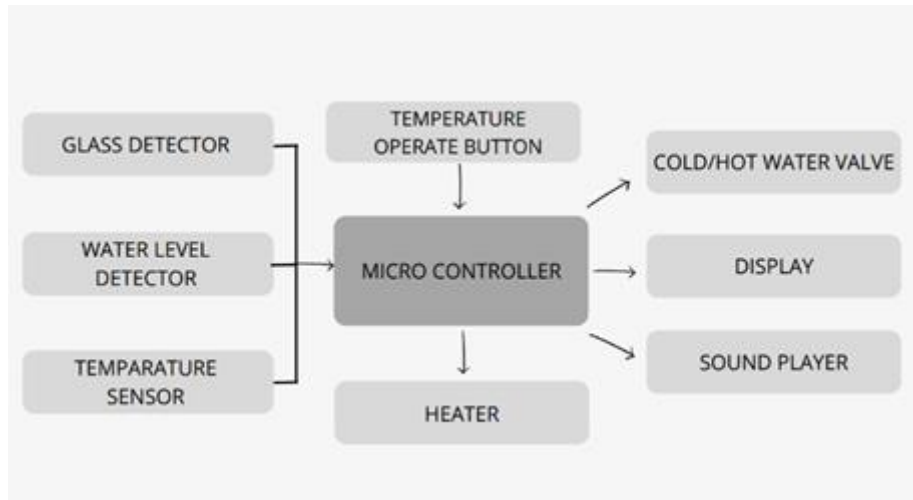 GLASS DETECTOR
WATER LEVEL
DETECTOR
TEMPARATURE
SENSOR
TEMPERATURE
OPERATE BUTTON
MICRO CONTROLLER
HEATER
COLD/HOT WATER VALVE
DISPLAY
SOUND PLAYER